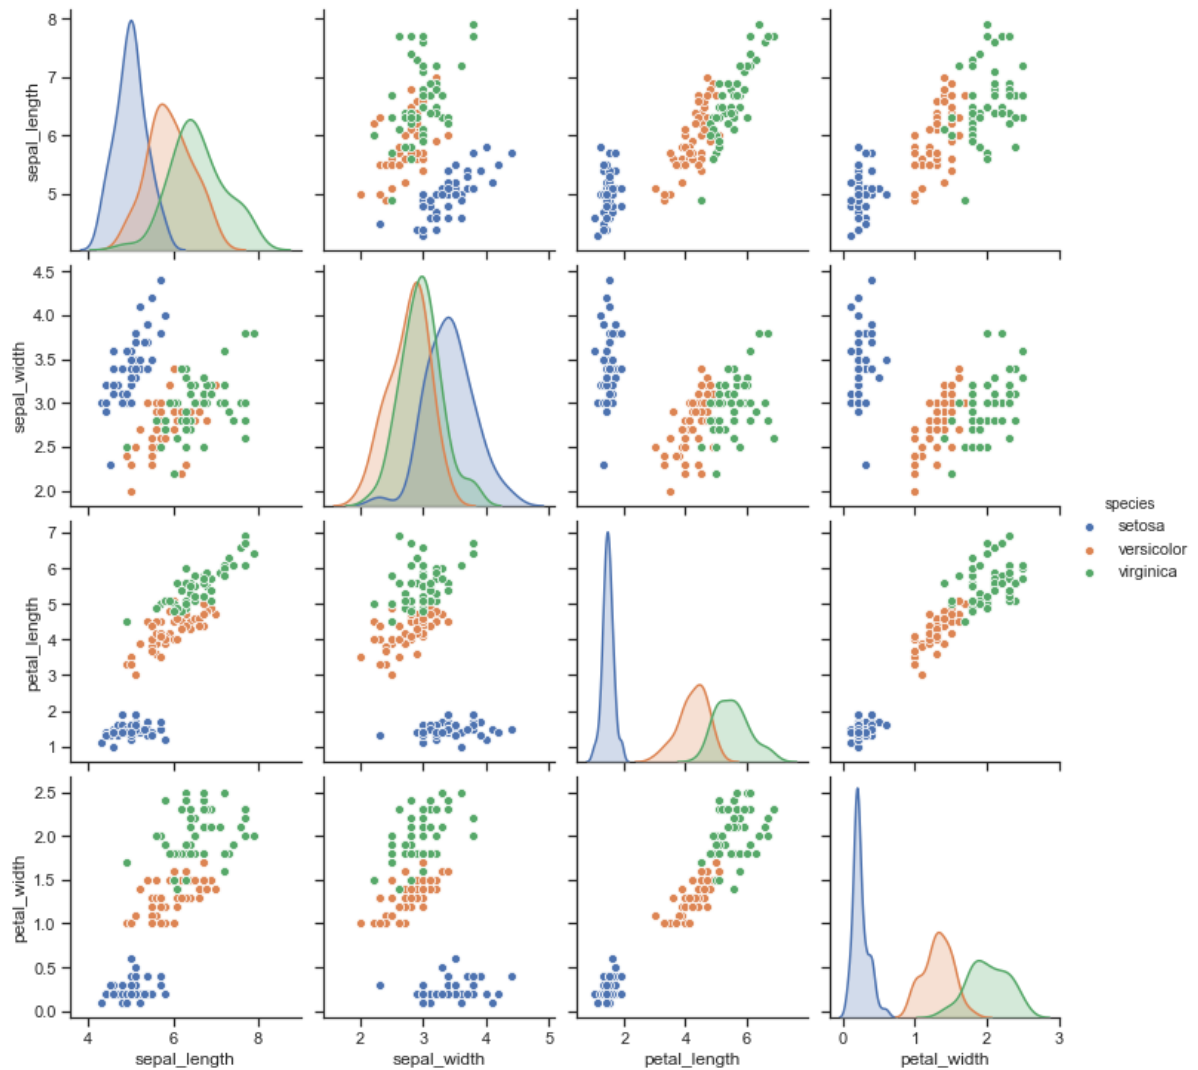 8
7
6
5
sepal_length
4.5
4.0
3.5
3.0
2.5
2.0
sepal_width
species
setosa
versicolor
virginica
7
6
5
4
3
2
1
petal_length
2.5
2.0
1.5
1.0
0.5
0.0
petal_width
4 6 8 2 3 4 5 2 4 6 0 1 2 3
sepal_length sepal_width petal_length petal_width